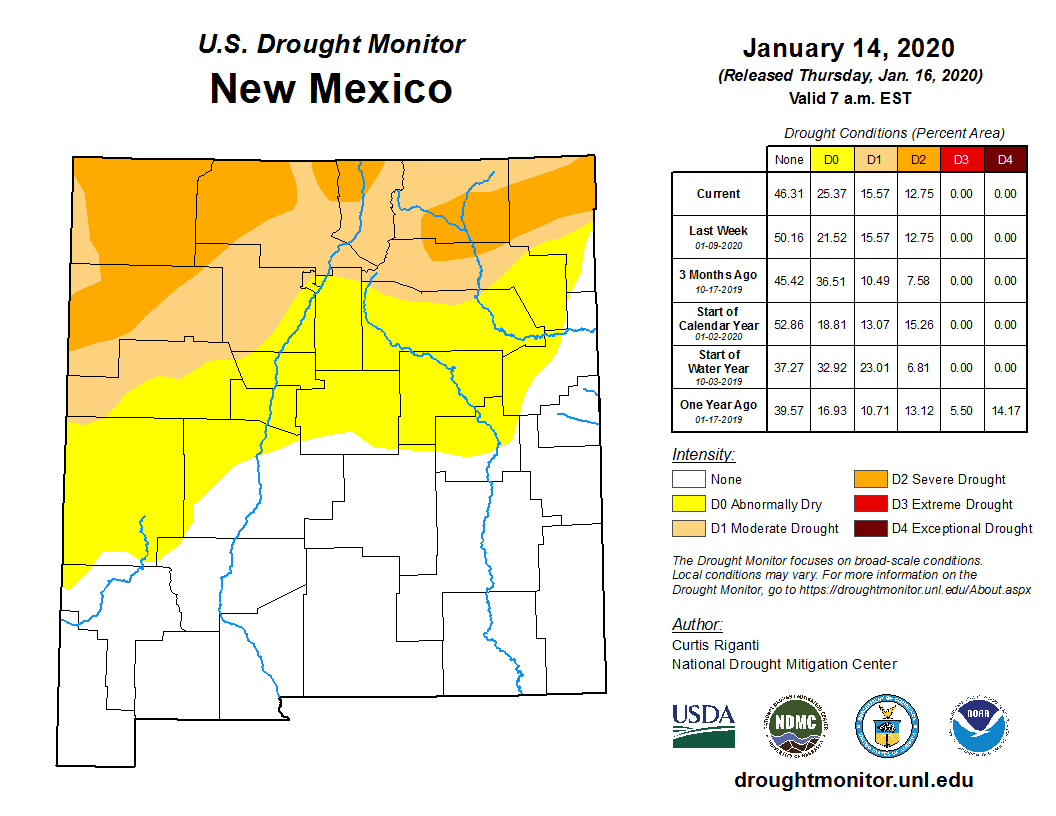 U.S. Drought Monitor
New Mexico
January 14, 2020
(Released Thursday, Jan. 16, 2020)
Valid 7 a.m. EST
Drought Conditions (Percent Area)
None D0 D1 D2 D3 D4
Current 46.31 25.37 15.57 12.75 0.00 0.00
Last Week
01-09-2020 50.16 21.52 15.57 12.75 0.00 0.00
3 Months Ago
10-17-2019 45.42 36.51 10.49 7.58 0.00 0.00
Start of
Calendar Year
01-02-2020 52.86 18.81 13.07 15.26 0.00 0.00
Start of
Water Year
10-03-2019 37.27 32.92 23.01 6.81 0.00 0.00
One Year Ago
01-17-2019 39.57 16.93 10.71 13.12 5.50 14.17
Intensity:
None
D0 Abnormally Dry
D1 Moderate Drought
D2 Severe Drought
D3 Extreme Drought
D4 Exceptional Drought
The Drought Monitor focuses on broad-scale conditions.
Local conditions may vary. For more information on the
Drought Monitor, go to https://droughtmonitor.unl.edu/About.aspx
Author:
Curtis Riganti
National Drought Mitigation Center
USDA
NDMC
NOAA
droughtmonitor.unl.edu